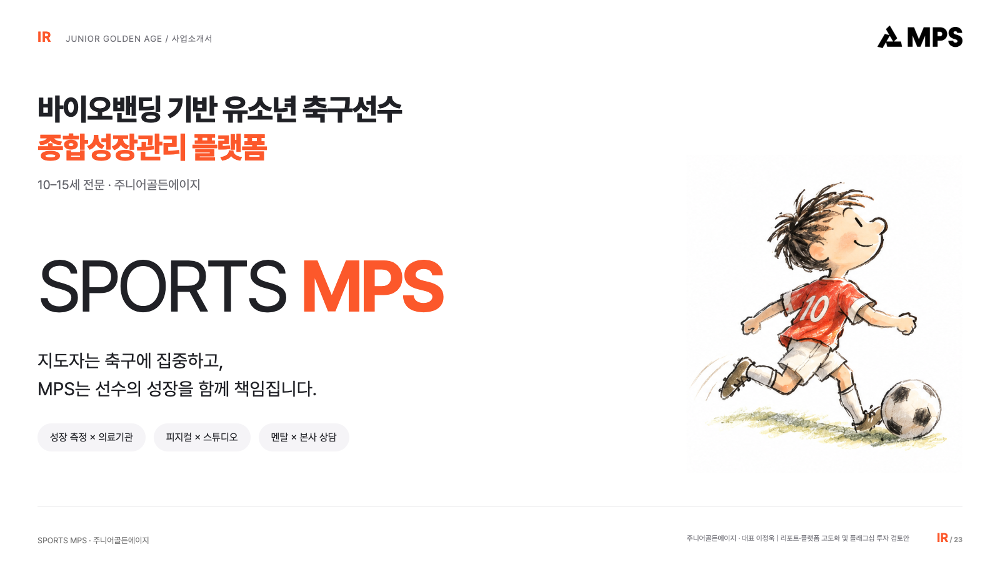 IR JUNIOR GOLDEN AGE / 사업소개서
MPS
바이오밴딩 기반 유소년 축구선수
종합성장관리 플랫폼
10–15세 전문 · 주니어골든에이지
SPORTS MPS
지도자는 축구에 집중하고,
MPS는 선수의 성장을 함께 책임집니다.
성장 측정 × 의료기관
피지컬 × 스튜디오
멘탈 × 본사 상담
10
SPORTS MPS · 주니어골든에이지
주니어골든에이지 · 대표 이정욱 | 리포트·플랫폼 고도화 및 플래그십 투자 검토안
IR / 23